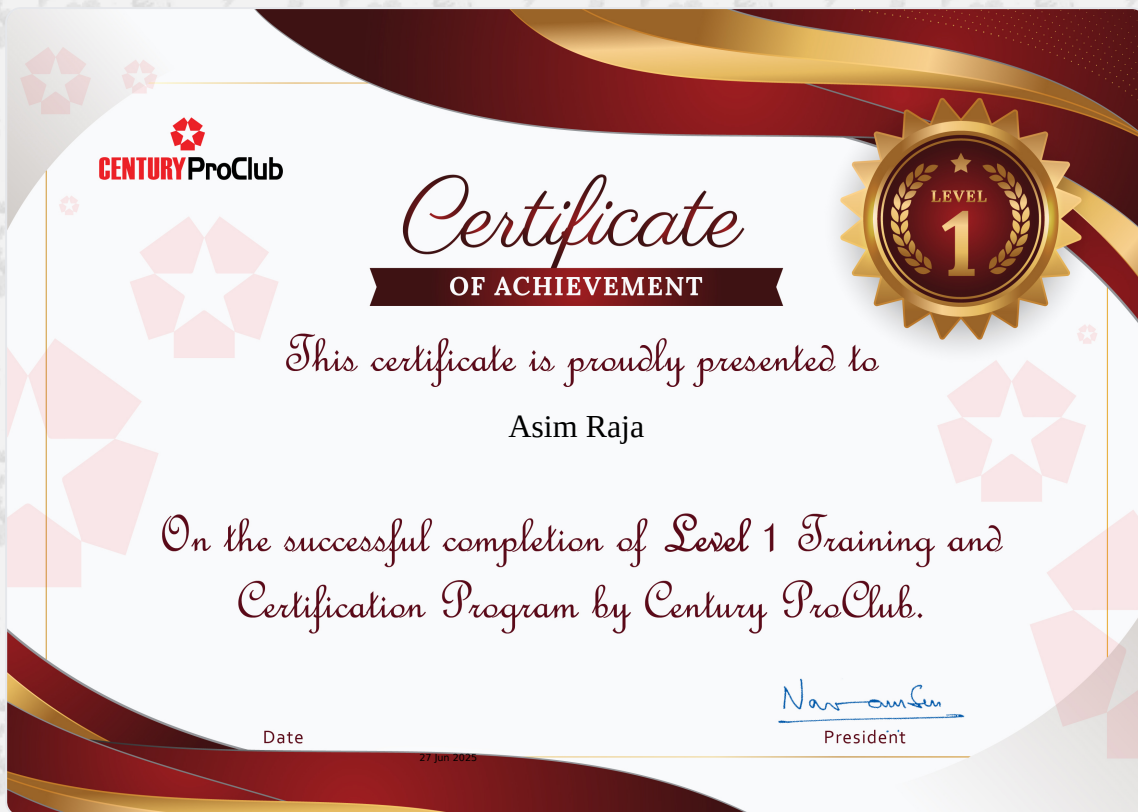 CENTURY ProClub
Certificate
OF ACHIEVEMENT
LEVEL
1
This certificate is proudly presented to
Asim Raja
On the successful completion of Level 1 Training and
Certification Program by Century ProClub.
Date
President
27 Jun 2025